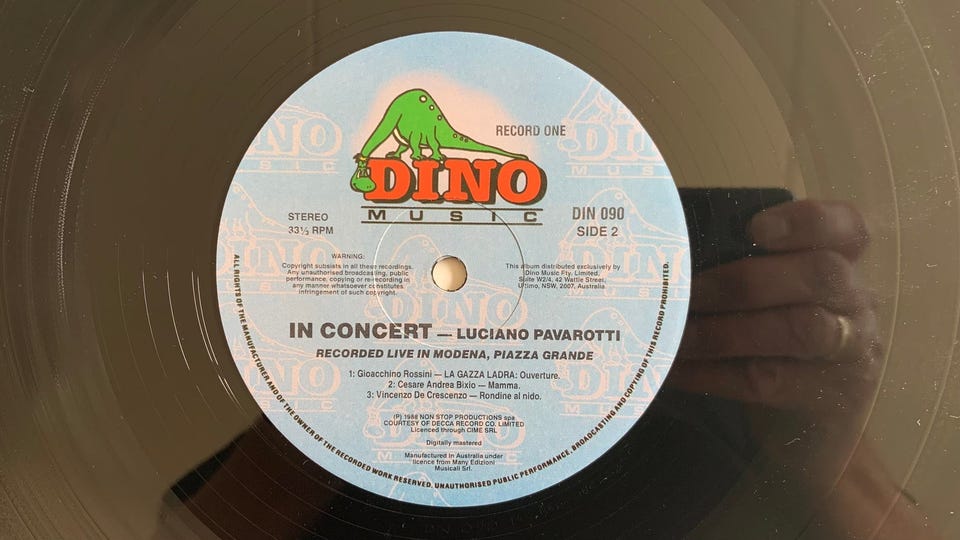 RECORD ONE
DINO
MUSIC
STEREO
33⅓ RPM
DIN 090
SIDE 2
WARNING:
Copyright subsists in all these recordings.
Any unauthorised broadcasting, public
performance, copying or re-recording in
any manner whatsoever constitutes
infringement of such copyright.
This album distributed exclusively by
Dino Music Pty. Limited,
Suite W2/4, 42 Wattle Street,
Ultimo, NSW, 2007, Australia
IN CONCERT — LUCIANO PAVAROTTI
RECORDED LIVE IN MODENA, PIAZZA GRANDE
1: Gioacchino Rossini — LA GAZZA LADRA: Ouverture.
2: Cesare Andrea Bixio — Mamma.
3: Vincenzo De Crescenzo — Rondine al nido.
(P) 1988 NON STOP PRODUCTIONS spa
COURTESY OF DECCA RECORD CO. LIMITED
Licenced through CIME SRL
Digitally mastered
Manufactured in Australia under
licence from Many Edizioni
Musicali Srl.
ALL RIGHTS OF THE MANUFACTURER AND OF THE OWNER OF THE RECORDED WORK RESERVED. UNAUTHORISED PUBLIC PERFORMANCE, BROADCASTING AND COPYING OF THIS RECORD PROHIBITED.